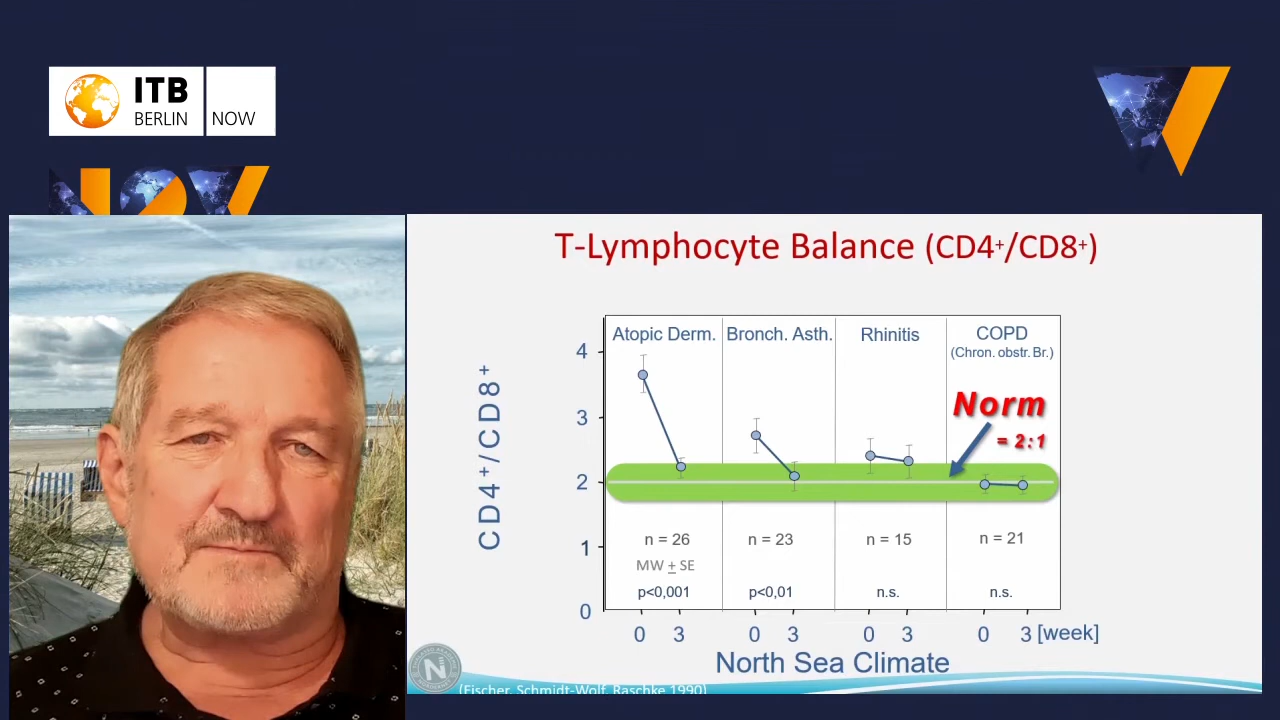 ITB
BERLIN
NOW
NOW
T-Lymphocyte Balance (CD4⁺/CD8⁺)
CD4⁺/CD8⁺
4
3
2
1
0
Atopic Derm.
Bronch. Asth.
Rhinitis
COPD
(Chron. obstr. Br.)
Norm
= 2:1
n = 26
n = 23
n = 15
n = 21
MW ± SE
p<0,001
p<0,01
n.s.
n.s.
0 3 0 3 0 3 0 3 [week]
North Sea Climate
(Fischer, Schmidt-Wolf, Raschke 1990)
N